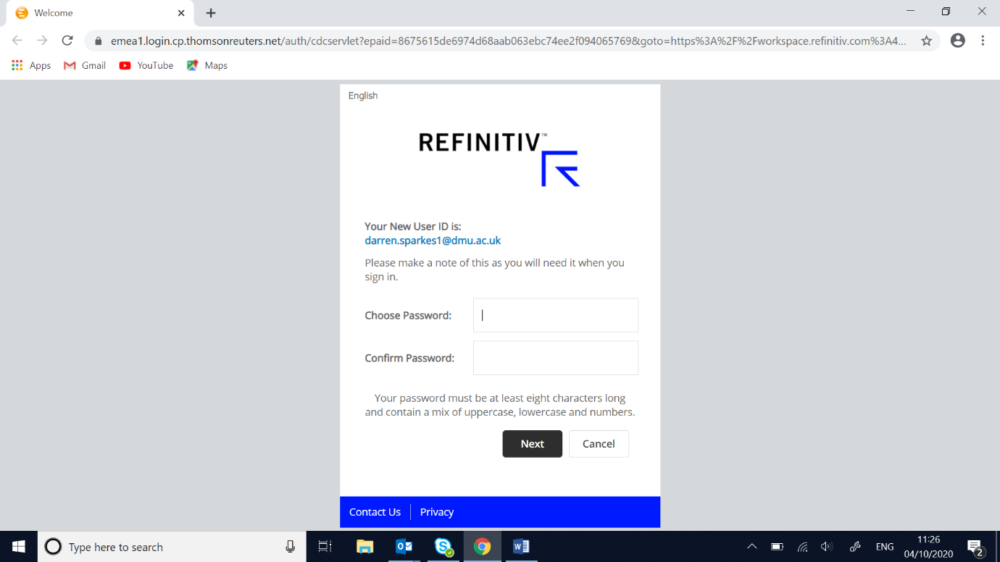 Welcome
emea1.login.cp.thomsonreuters.net/auth/cdcservlet?epaid=8675615de6974d68aab063ebc74ee2f094065769&goto=https%3A%2F%2Fworkspace.refinitiv.com%3A4...
Apps Gmail YouTube Maps
English
REFINITIV™
Your New User ID is:
darren.sparkes1@dmu.ac.uk
Please make a note of this as you will need it when you
sign in.
Choose Password:
Confirm Password:
Your password must be at least eight characters long
and contain a mix of uppercase, lowercase and numbers.
Next Cancel
Contact Us Privacy
Type here to search
ENG
11:26
04/10/2020
2